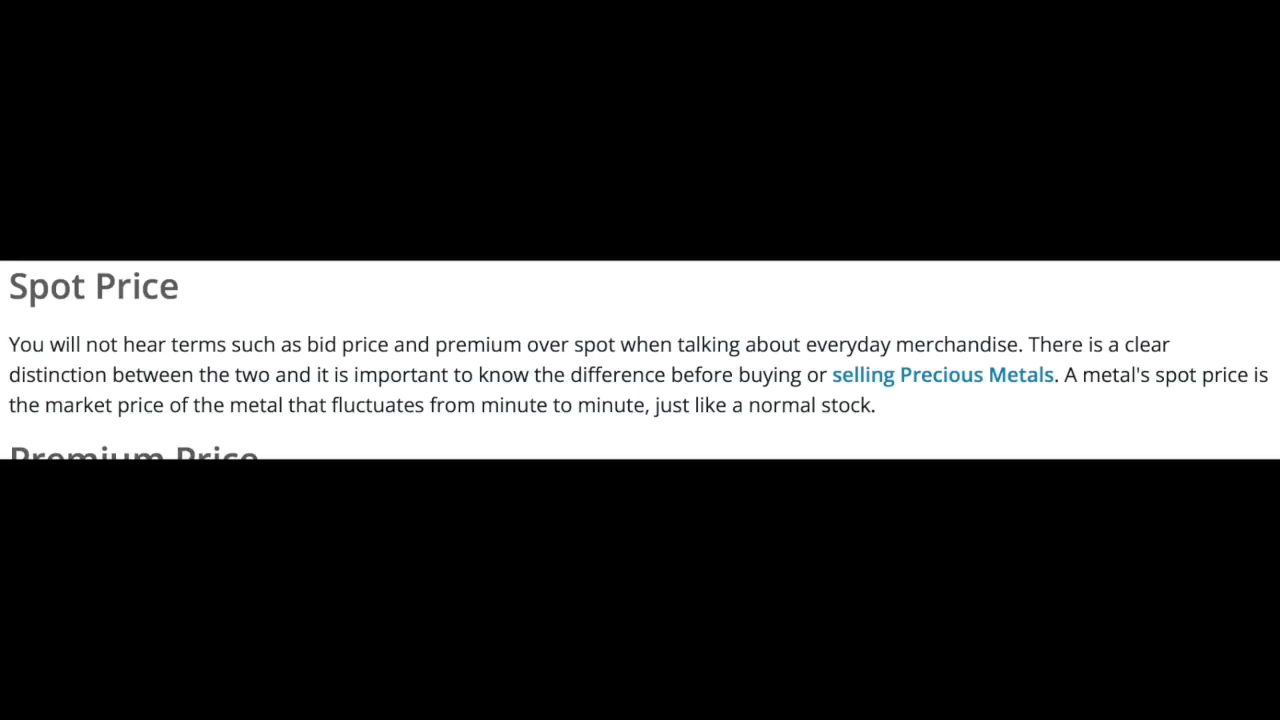 Spot Price
You will not hear terms such as bid price and premium over spot when talking about everyday merchandise. There is a clear
distinction between the two and it is important to know the difference before buying or selling Precious Metals. A metal's spot price is
the market price of the metal that fluctuates from minute to minute, just like a normal stock.
Premium Price